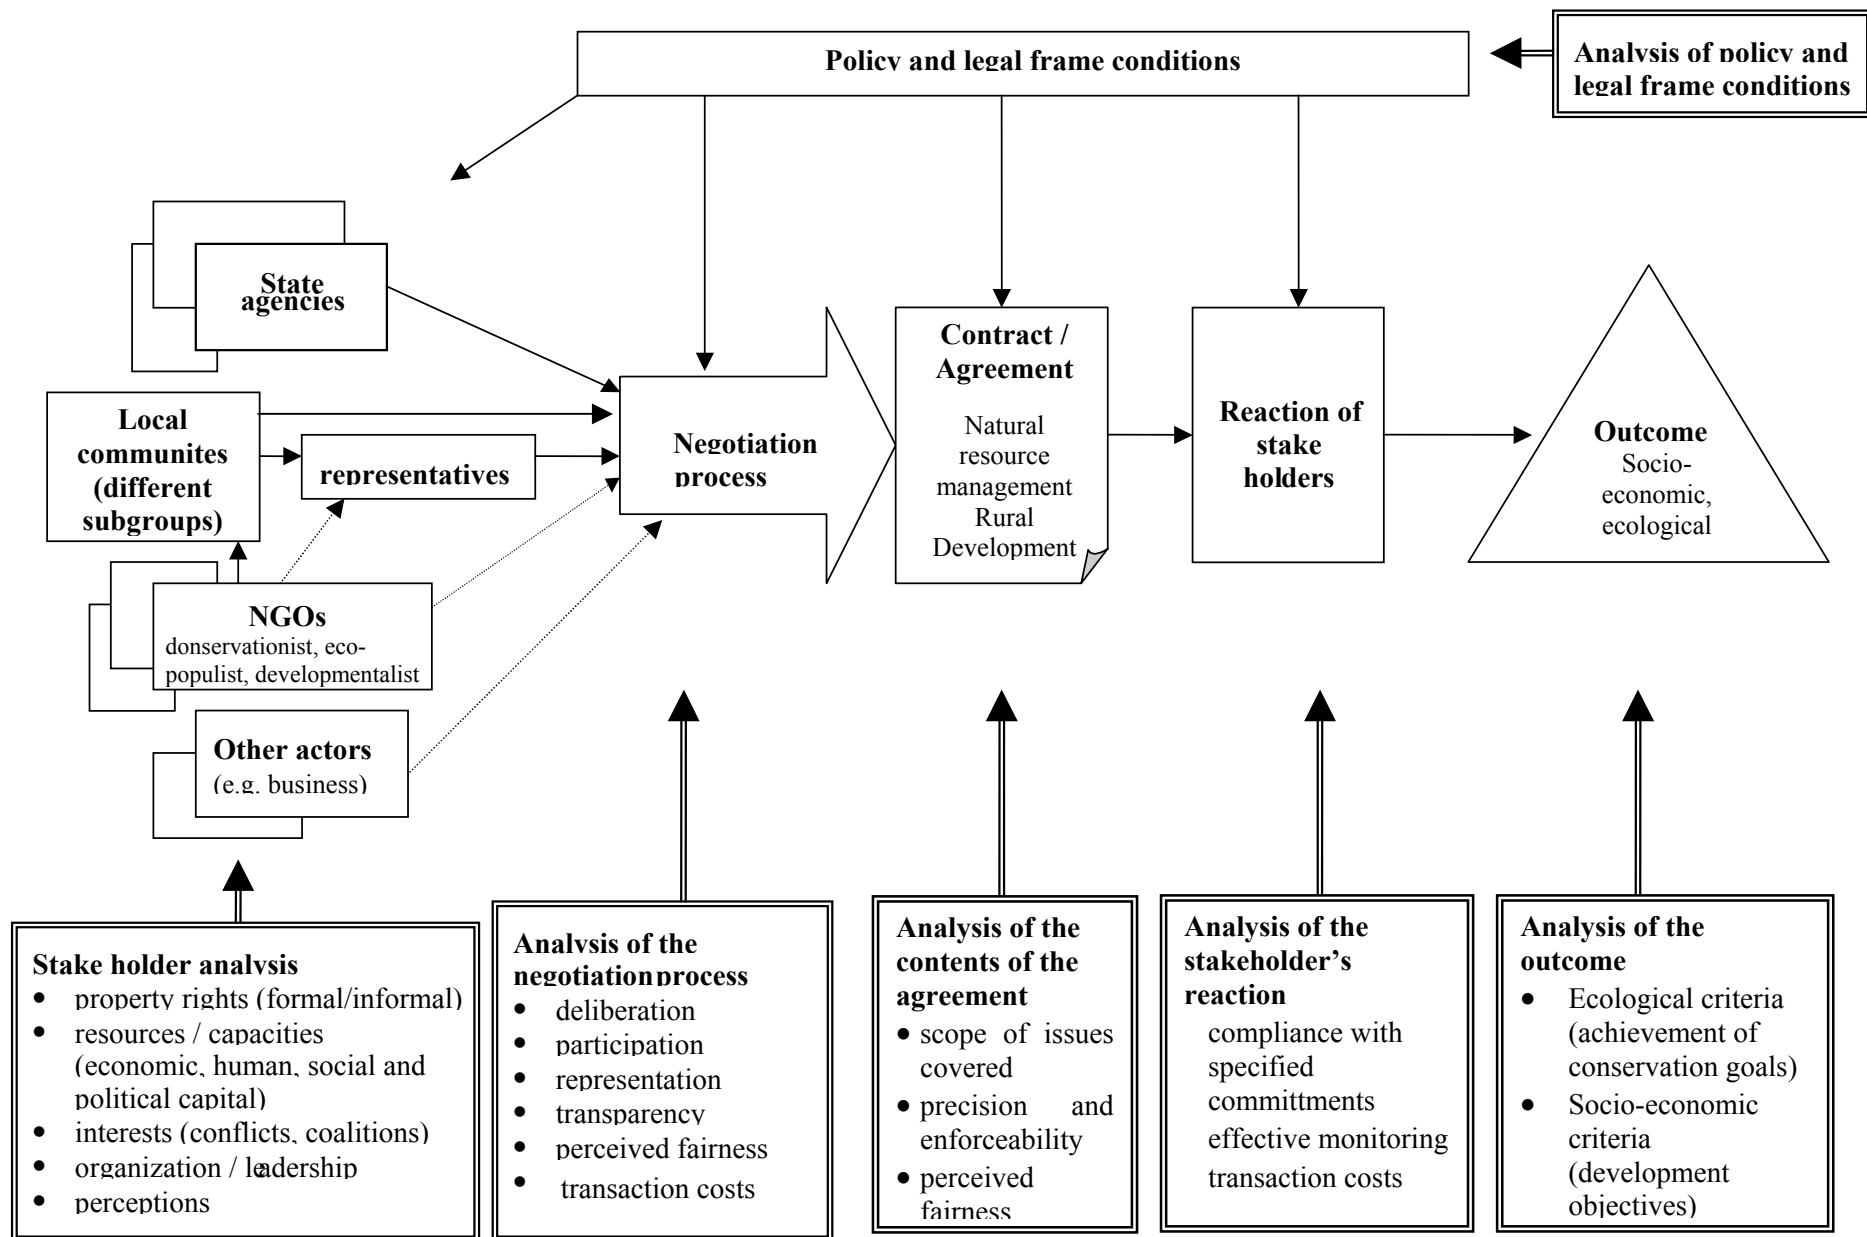 Policy and legal frame conditions
Analysis of policy and
legal frame conditions
State
agencies
Local
communites
(different
subgroups)
representatives
NGOs
donservationist, eco-
populist, developmentalist
Other actors
(e.g. business)
Negotiation
process
Contract /
Agreement
Natural
resource
management
Rural
Development
Reaction of
stake
holders
Outcome
Socio-
economic,
ecological
Stake holder analysis
• property rights (formal/informal)
• resources / capacities
(economic, human, social and
political capital)
• interests (conflicts, coalitions)
• organization / leadership
• perceptions
Analysis of the
negotiation process
• deliberation
• participation
• representation
• transparency
• perceived fairness
• transaction costs
Analysis of the
contents of the
agreement
• scope of issues
covered
• precision and
enforceability
• perceived
fairness
Analysis of the
stakeholder’s
reaction
compliance with
specified
committments
effective monitoring
transaction costs
Analysis of the
outcome
• Ecological criteria
(achievement of
conservation goals)
• Socio-economic
criteria
(development
objectives)